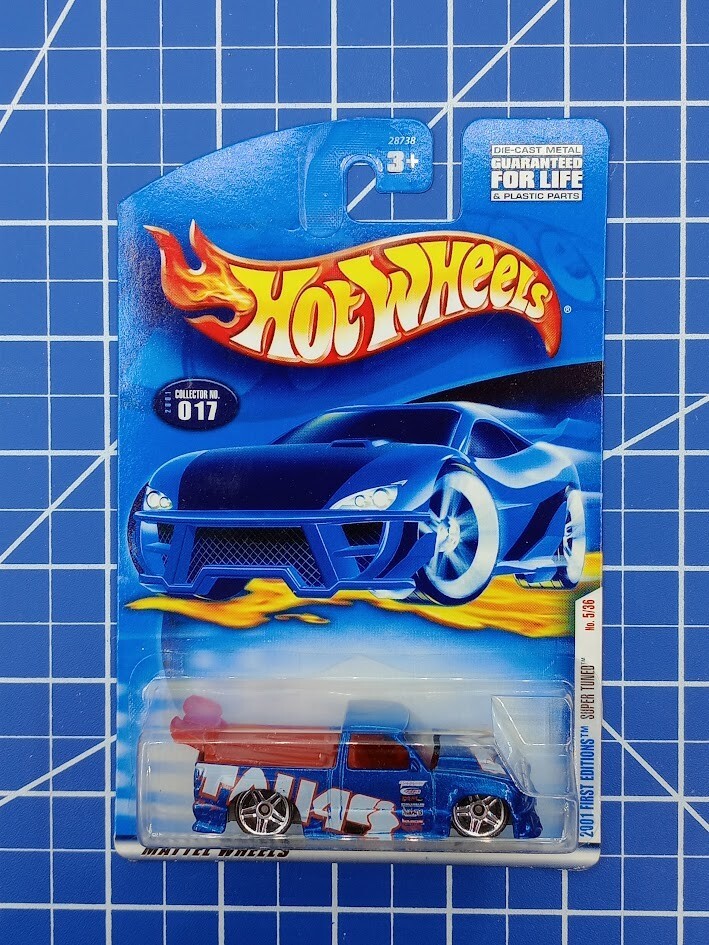 28738
3+
DIE-CAST METAL
GUARANTEED
FOR LIFE
& PLASTIC PARTS
HOT WHEELS®
2001
COLLECTOR NO.
017
2001 FIRST EDITIONS™ SUPER TUNED™ No. 5/36
MATTEL WHEELS